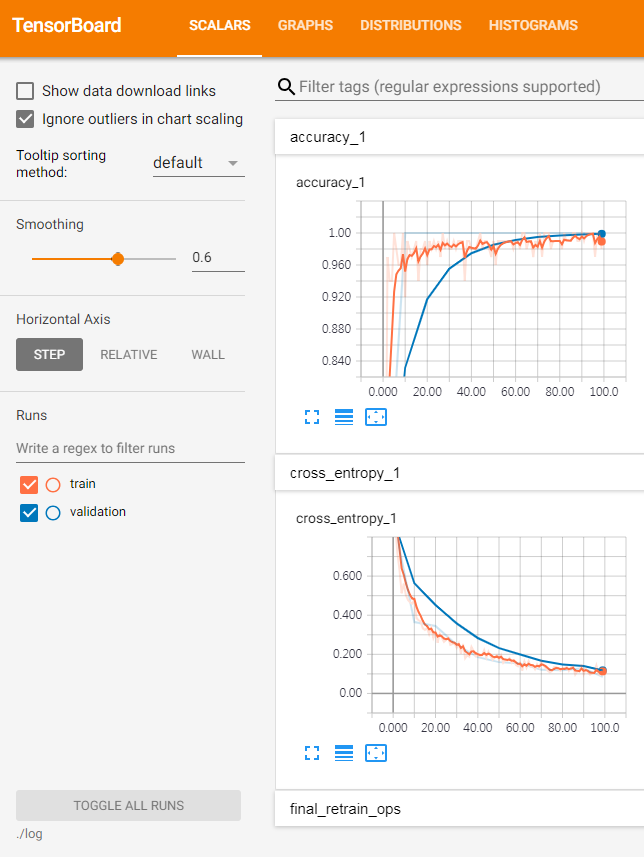 TensorBoard
SCALARS
GRAPHS
DISTRIBUTIONS
HISTOGRAMS
Show data download links
Ignore outliers in chart scaling
Tooltip sorting
method:
default
Smoothing
0.6
Horizontal Axis
STEP
RELATIVE
WALL
Runs
Write a regex to filter runs
train
validation
TOGGLE ALL RUNS
./log
Filter tags (regular expressions supported)
accuracy_1
accuracy_1
1.00
0.960
0.920
0.880
0.840
0.000 20.00 40.00 60.00 80.00 100.0
cross_entropy_1
cross_entropy_1
0.600
0.400
0.200
0.00
0.000 20.00 40.00 60.00 80.00 100.0
final_retrain_ops